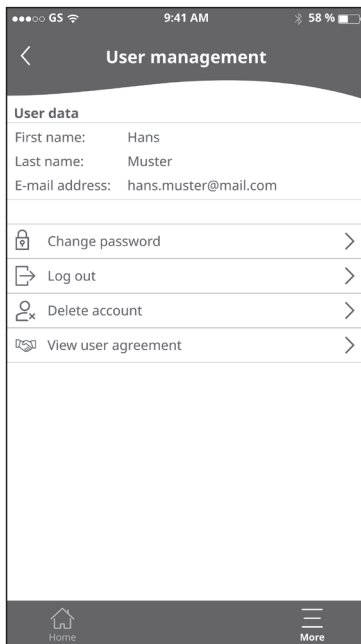 GS 9:41 AM 58 %
User management
User data
First name: Hans
Last name: Muster
E-mail address: hans.muster@mail.com
Change password
Log out
Delete account
View user agreement
Home More